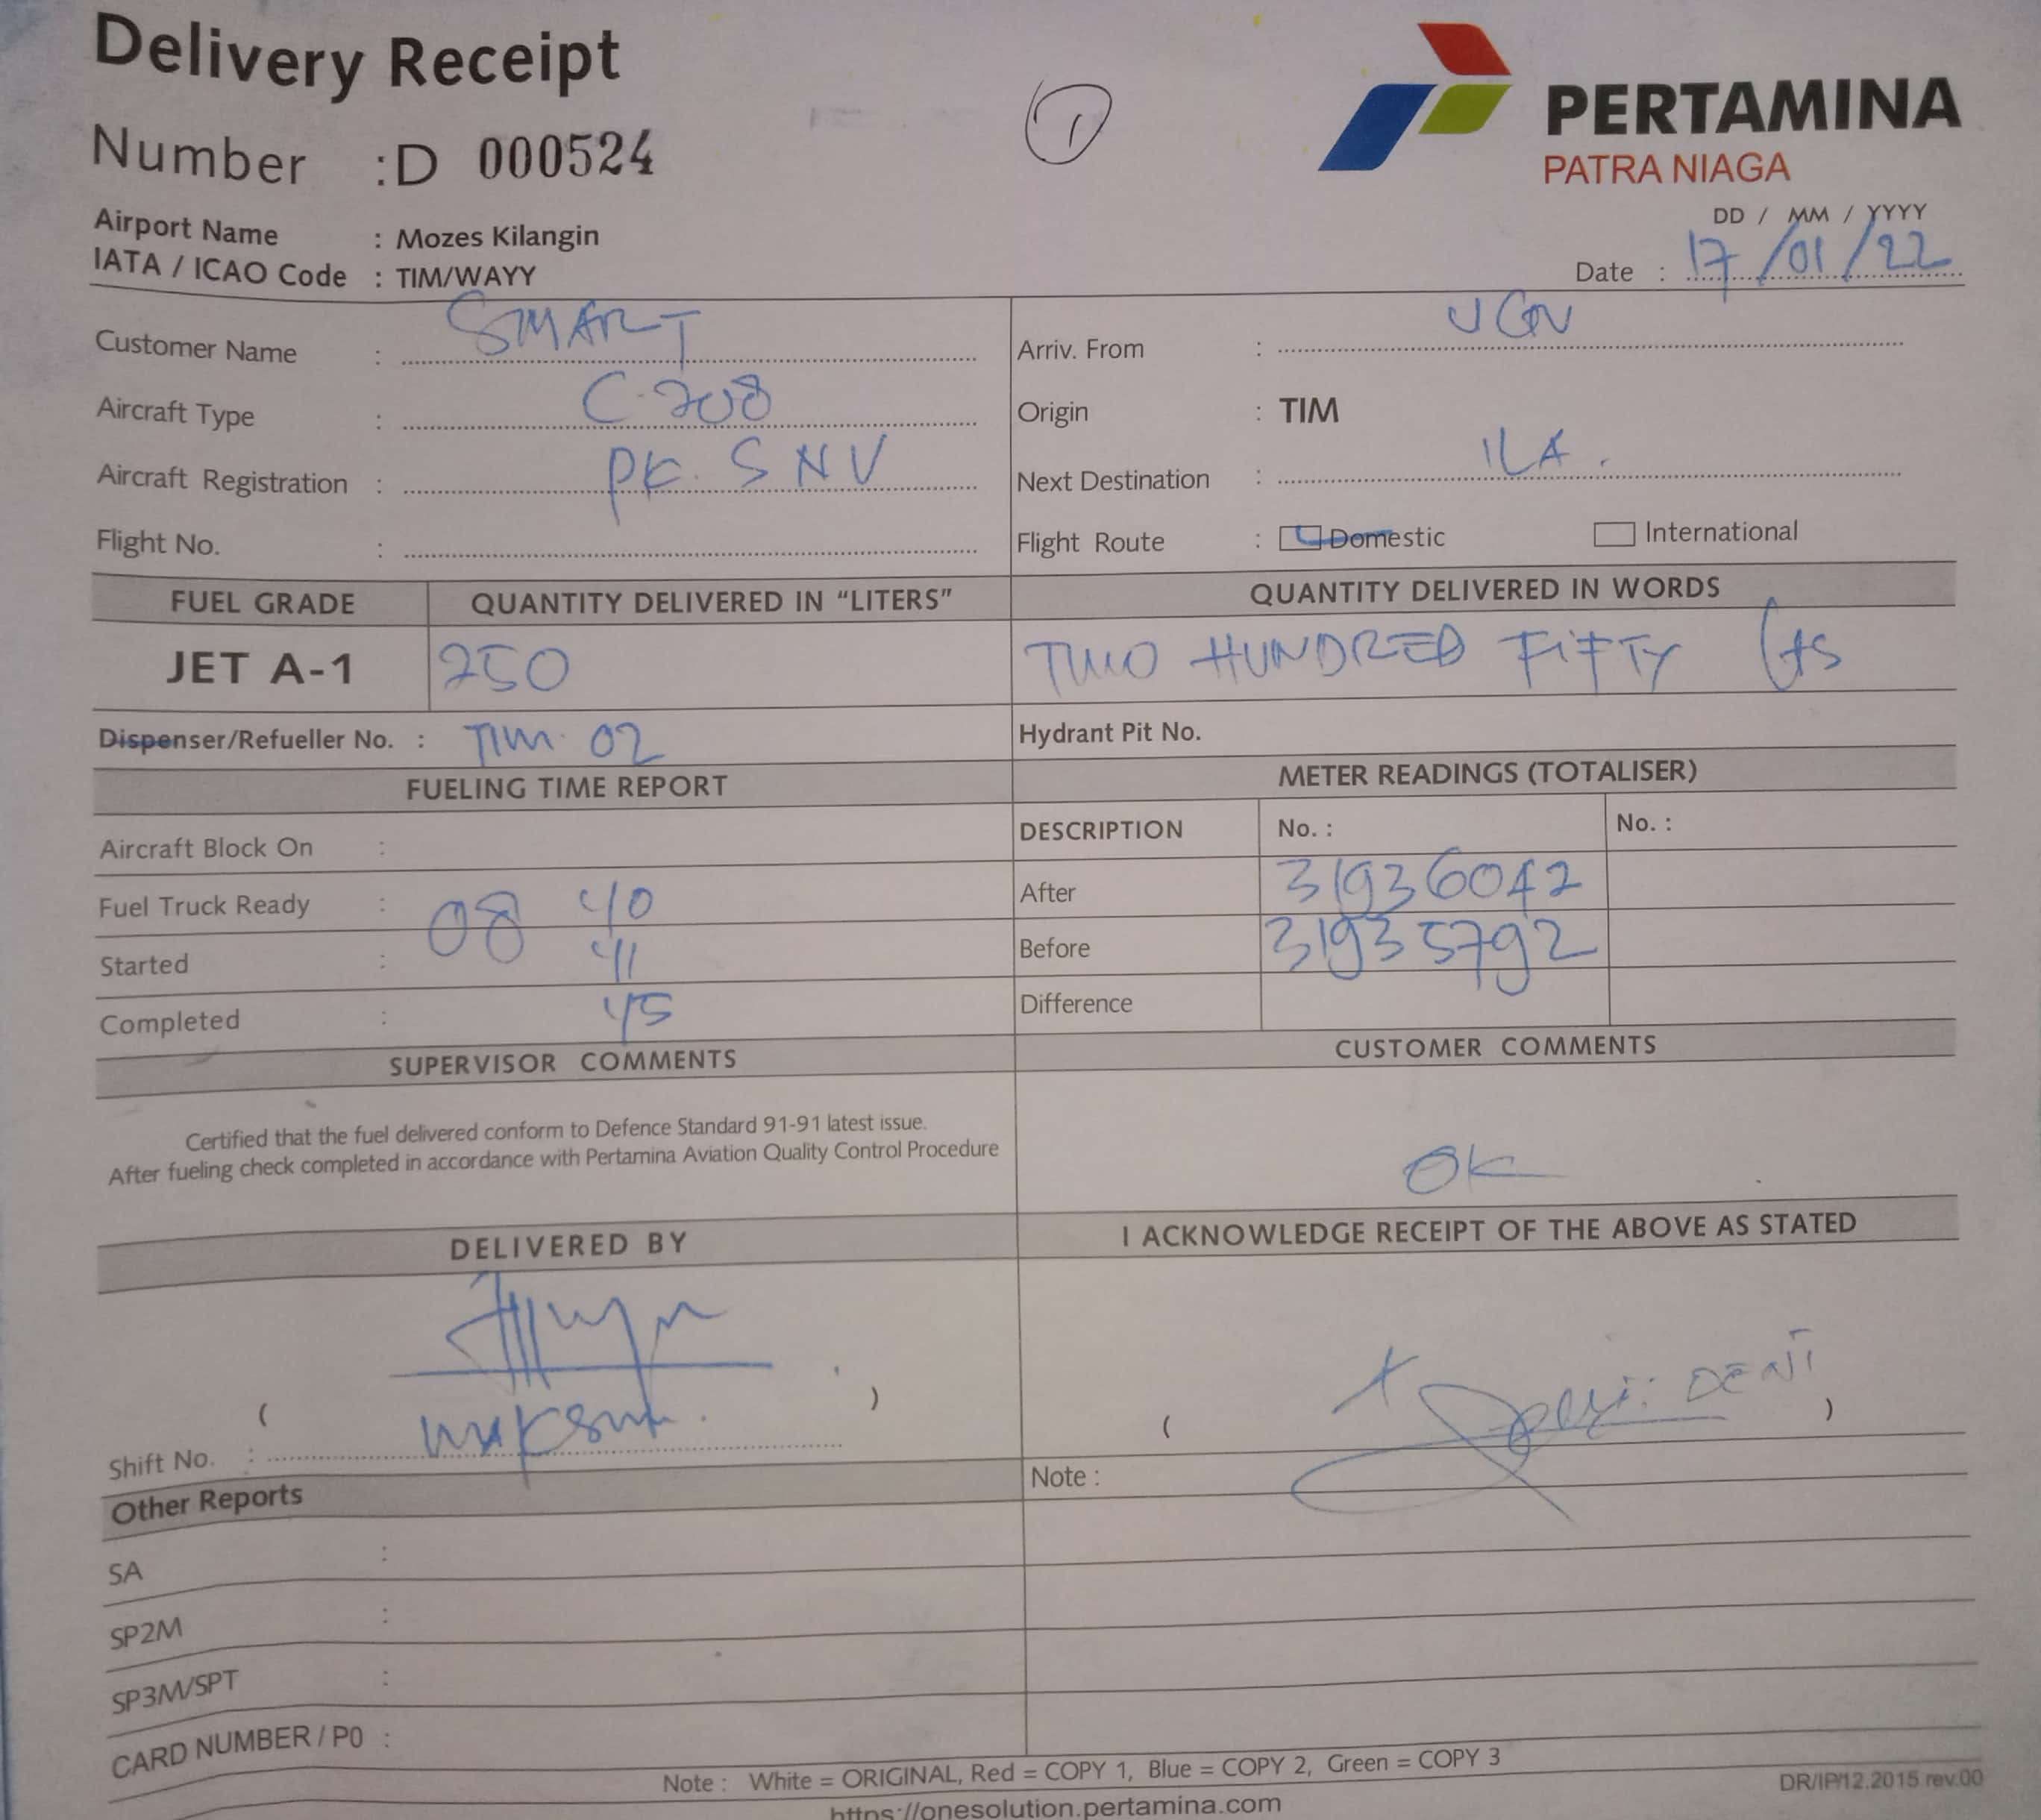 Delivery Receipt
Number : D 000524
1
PERTAMINA
PATRA NIAGA
Airport Name : Mozes Kilangin
IATA / ICAO Code : TIM/WAYY
DD / MM / YYYY
Date : 17/01/22
Customer Name : SMART
Aircraft Type : C-208
Aircraft Registration : PK. SNV
Flight No. :
Arriv. From :
Origin : TIM
Next Destination : ILA.
Flight Route : Domestic International
FUEL GRADE QUANTITY DELIVERED IN “LITERS” QUANTITY DELIVERED IN WORDS
JET A-1 250 TWO HUNDRED FIFTY Lts
Dispenser/Refueller No. : TIM. 02 Hydrant Pit No.
FUELING TIME REPORT
Aircraft Block On :
Fuel Truck Ready : 08 40
Started : 41
Completed : 45
METER READINGS (TOTALISER)
DESCRIPTION No. : No. :
After 31936042
Before 31935792
Difference
SUPERVISOR COMMENTS
Certified that the fuel delivered conform to Defence Standard 91-91 latest issue.
After fueling check completed in accordance with Pertamina Aviation Quality Control Procedure
CUSTOMER COMMENTS
OK
DELIVERED BY
( )
Shift No. :
I ACKNOWLEDGE RECEIPT OF THE ABOVE AS STATED
( )
Note :
Other Reports
SA :
SP2M :
SP3M/SPT :
CARD NUMBER / P0 :
Note : White = ORIGINAL, Red = COPY 1, Blue = COPY 2, Green = COPY 3
DR/IP/12.2015 rev.00
https://onesolution.pertamina.com